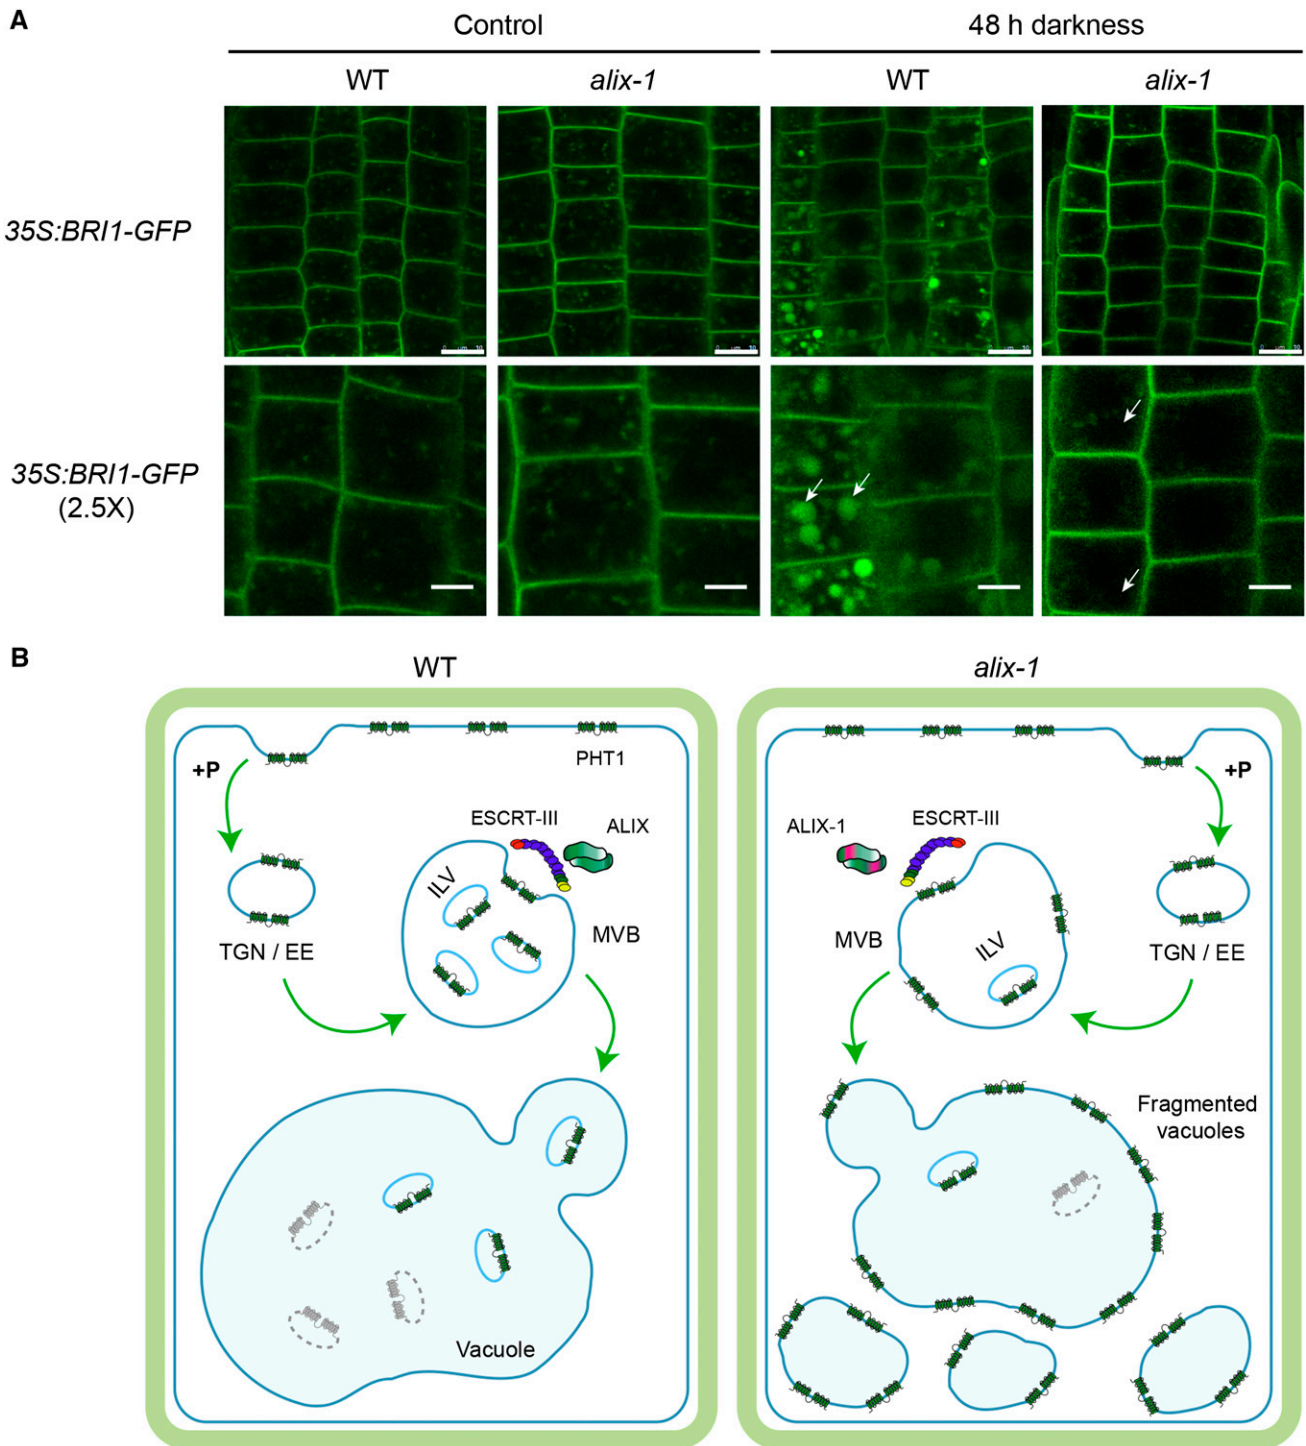 A
Control
48 h darkness
WT
alix-1
WT
alix-1
35S:BRI1-GFP
35S:BRI1-GFP
(2.5X)
B
WT
alix-1
+P
PHT1
ESCRT-III
ALIX
ILV
MVB
TGN / EE
Vacuole
+P
ALIX-1
ESCRT-III
MVB
ILV
TGN / EE
Fragmented
vacuoles